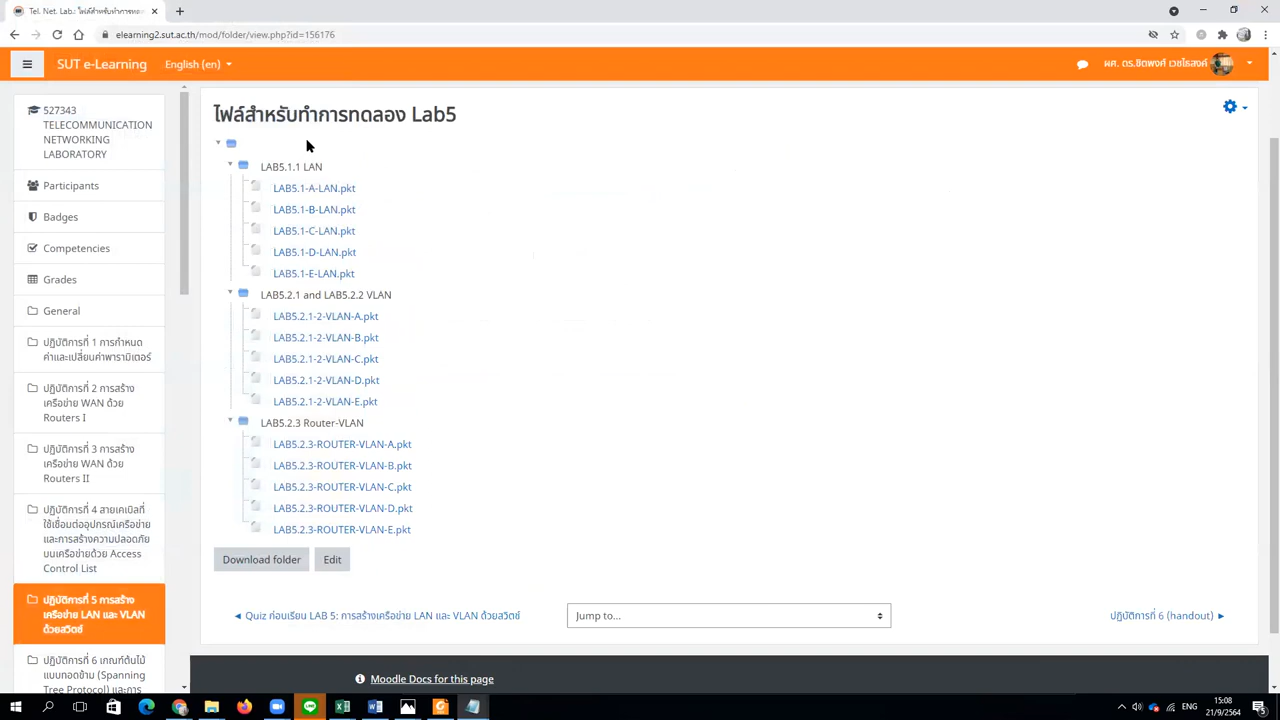 Tel. Net. Lab.: ไฟล์สำหรับทำการทดลอง
elearning2.sut.ac.th/mod/folder/view.php?id=156176
SUT e-Learning
English (en)
ผศ. ดร.ชิตพงศ์ เวชไธสงค์
527343
TELECOMMUNICATION
NETWORKING
LABORATORY
Participants
Badges
Competencies
Grades
General
ปฏิบัติการที่ 1 การกำหนด
ค่าและเปลี่ยนค่าพารามิเตอร์
ปฏิบัติการที่ 2 การสร้าง
เครือข่าย WAN ด้วย
Routers I
ปฏิบัติการที่ 3 การสร้าง
เครือข่าย WAN ด้วย
Routers II
ปฏิบัติการที่ 4 สายเคเบิลที่
ใช้เชื่อมต่ออุปกรณ์เครือข่าย
และการสร้างความปลอดภัย
บนเครือข่ายด้วย Access
Control List
ปฏิบัติการที่ 5 การสร้าง
เครือข่าย LAN และ VLAN
ด้วยสวิตช์
ปฏิบัติการที่ 6 เกณฑ์ต้นไม้
แบบทอดข้าม (Spanning
Tree Protocol) และการ
ไฟล์สำหรับทำการทดลอง Lab5
LAB5.1.1 LAN
LAB5.1-A-LAN.pkt
LAB5.1-B-LAN.pkt
LAB5.1-C-LAN.pkt
LAB5.1-D-LAN.pkt
LAB5.1-E-LAN.pkt
LAB5.2.1 and LAB5.2.2 VLAN
LAB5.2.1-2-VLAN-A.pkt
LAB5.2.1-2-VLAN-B.pkt
LAB5.2.1-2-VLAN-C.pkt
LAB5.2.1-2-VLAN-D.pkt
LAB5.2.1-2-VLAN-E.pkt
LAB5.2.3 Router-VLAN
LAB5.2.3-ROUTER-VLAN-A.pkt
LAB5.2.3-ROUTER-VLAN-B.pkt
LAB5.2.3-ROUTER-VLAN-C.pkt
LAB5.2.3-ROUTER-VLAN-D.pkt
LAB5.2.3-ROUTER-VLAN-E.pkt
Download folder
Edit
◄ Quiz ก่อนเรียน LAB 5: การสร้างเครือข่าย LAN และ VLAN ด้วยสวิตช์
Jump to...
ปฏิบัติการที่ 6 (handout) ►
Moodle Docs for this page
ENG
15:08
21/9/2564